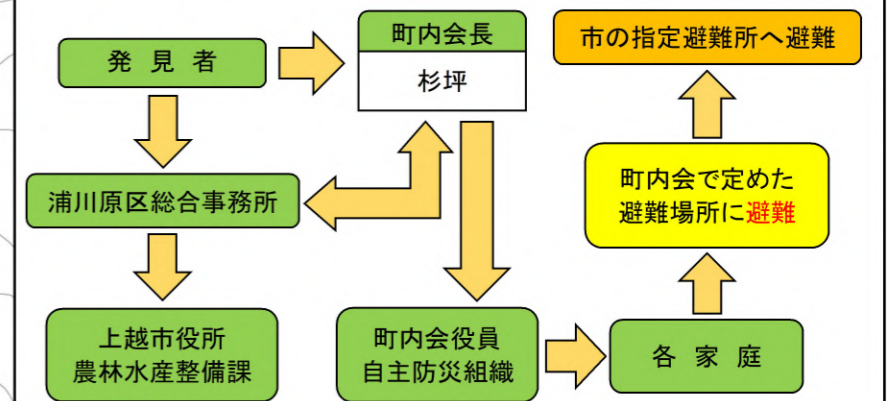 発見者
町内会長
杉坪
市の指定避難所へ避難
浦川原区総合事務所
町内会で定めた
避難場所に避難
上越市役所
農林水産整備課
町内会役員
自主防災組織
各家庭